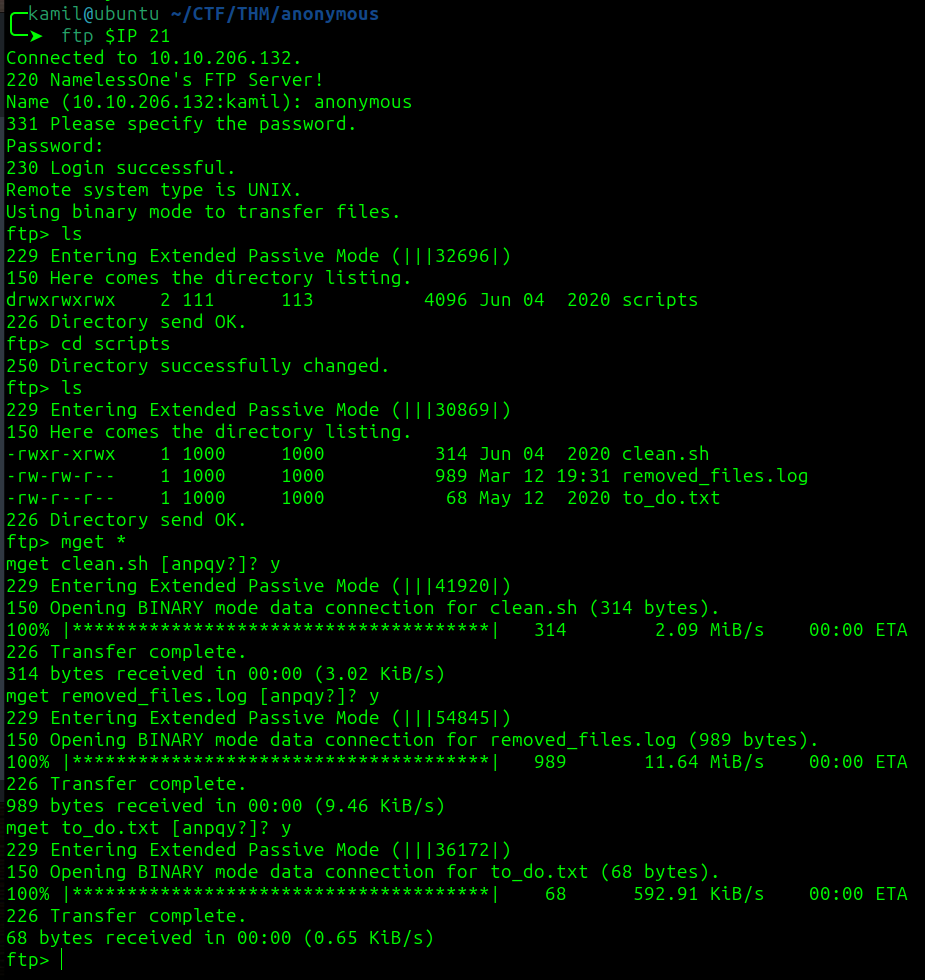 kamil@ubuntu ~/CTF/THM/anonymous
➤ ftp $IP 21
Connected to 10.10.206.132.
220 NamelessOne's FTP Server!
Name (10.10.206.132:kamil): anonymous
331 Please specify the password.
Password:
230 Login successful.
Remote system type is UNIX.
Using binary mode to transfer files.
ftp> ls
229 Entering Extended Passive Mode (|||32696|)
150 Here comes the directory listing.
drwxrwxrwx    2 111      113          4096 Jun 04  2020 scripts
226 Directory send OK.
ftp> cd scripts
250 Directory successfully changed.
ftp> ls
229 Entering Extended Passive Mode (|||30869|)
150 Here comes the directory listing.
-rwxr-xrwx    1 1000     1000          314 Jun 04  2020 clean.sh
-rw-rw-r--    1 1000     1000          989 Mar 12 19:31 removed_files.log
-rw-r--r--    1 1000     1000           68 May 12  2020 to_do.txt
226 Directory send OK.
ftp> mget *
mget clean.sh [anpqy?]? y
229 Entering Extended Passive Mode (|||41920|)
150 Opening BINARY mode data connection for clean.sh (314 bytes).
100% |**************************************|   314        2.09 MiB/s    00:00 ETA
226 Transfer complete.
314 bytes received in 00:00 (3.02 KiB/s)
mget removed_files.log [anpqy?]? y
229 Entering Extended Passive Mode (|||54845|)
150 Opening BINARY mode data connection for removed_files.log (989 bytes).
100% |**************************************|   989       11.64 MiB/s    00:00 ETA
226 Transfer complete.
989 bytes received in 00:00 (9.46 KiB/s)
mget to_do.txt [anpqy?]? y
229 Entering Extended Passive Mode (|||36172|)
150 Opening BINARY mode data connection for to_do.txt (68 bytes).
100% |**************************************|    68      592.91 KiB/s    00:00 ETA
226 Transfer complete.
68 bytes received in 00:00 (0.65 KiB/s)
ftp>